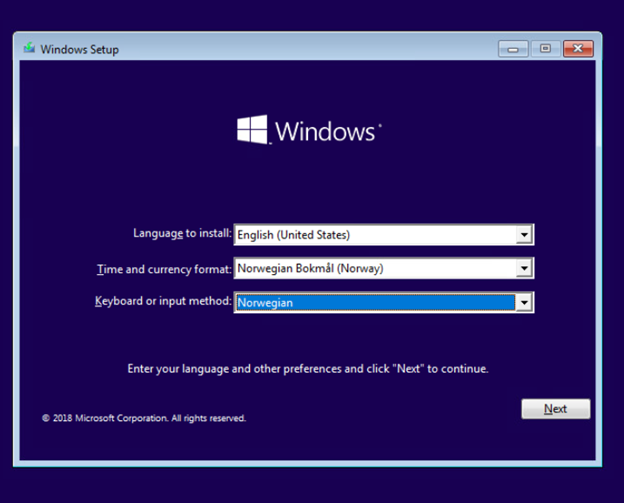 Windows Setup
Windows
Language to install: English (United States)
Time and currency format: Norwegian Bokmål (Norway)
Keyboard or input method: Norwegian
Enter your language and other preferences and click "Next" to continue.
Next
© 2018 Microsoft Corporation. All rights reserved.